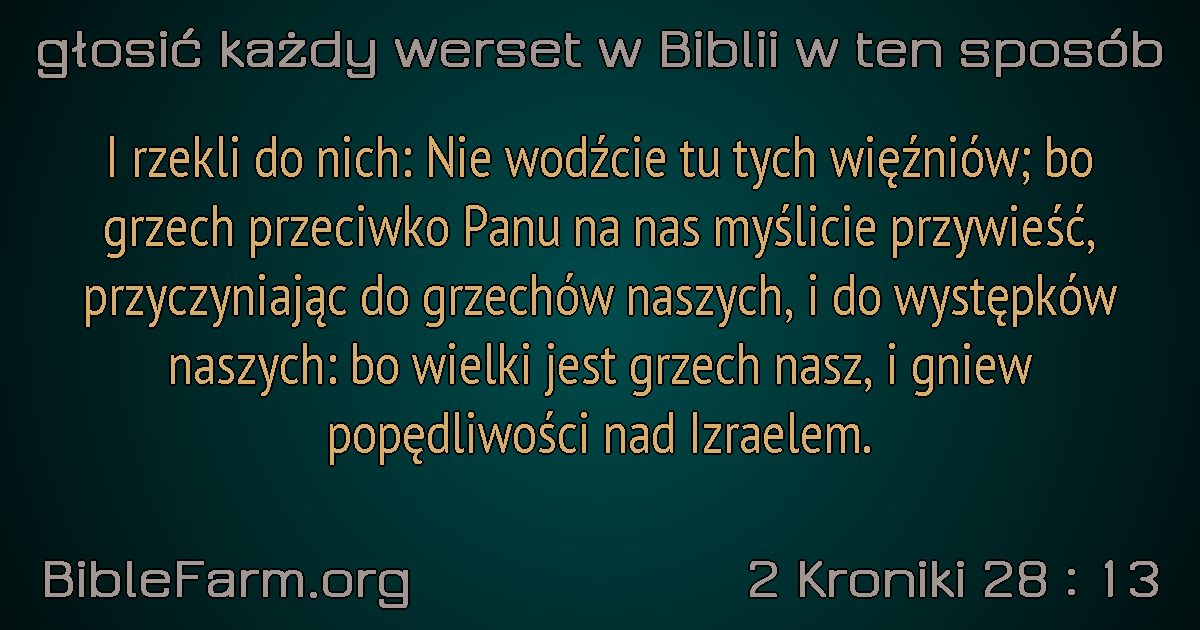 głosić każdy werset w Biblii w ten sposób
I rzekli do nich: Nie wodźcie tu tych więźniów; bo
grzech przeciwko Panu na nas myślicie przywieść,
przyczyniając do grzechów naszych, i do występków
naszych: bo wielki jest grzech nasz, i gniew
popędliwości nad Izraelem.
BibleFarm.org
2 Kroniki 28 : 13